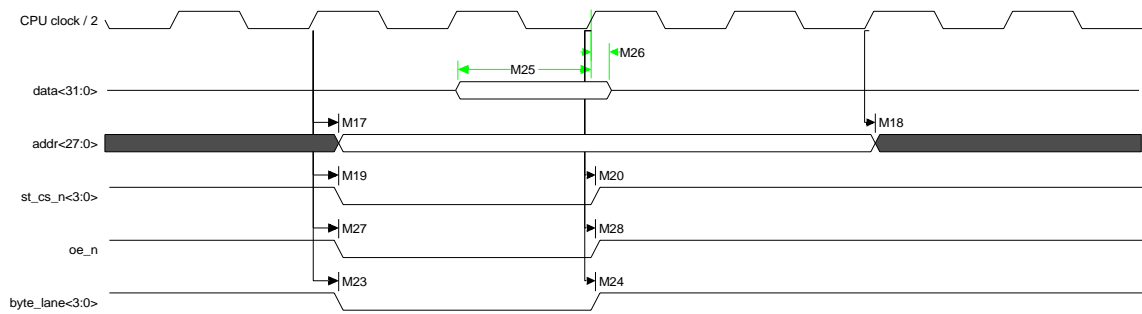 CPU clock / 2
M26
M25
data<31:0>
M17 M18
addr<27:0>
M19 M20
st_cs_n<3:0>
M27 M28
oe_n
M23 M24
byte_lane<3:0>